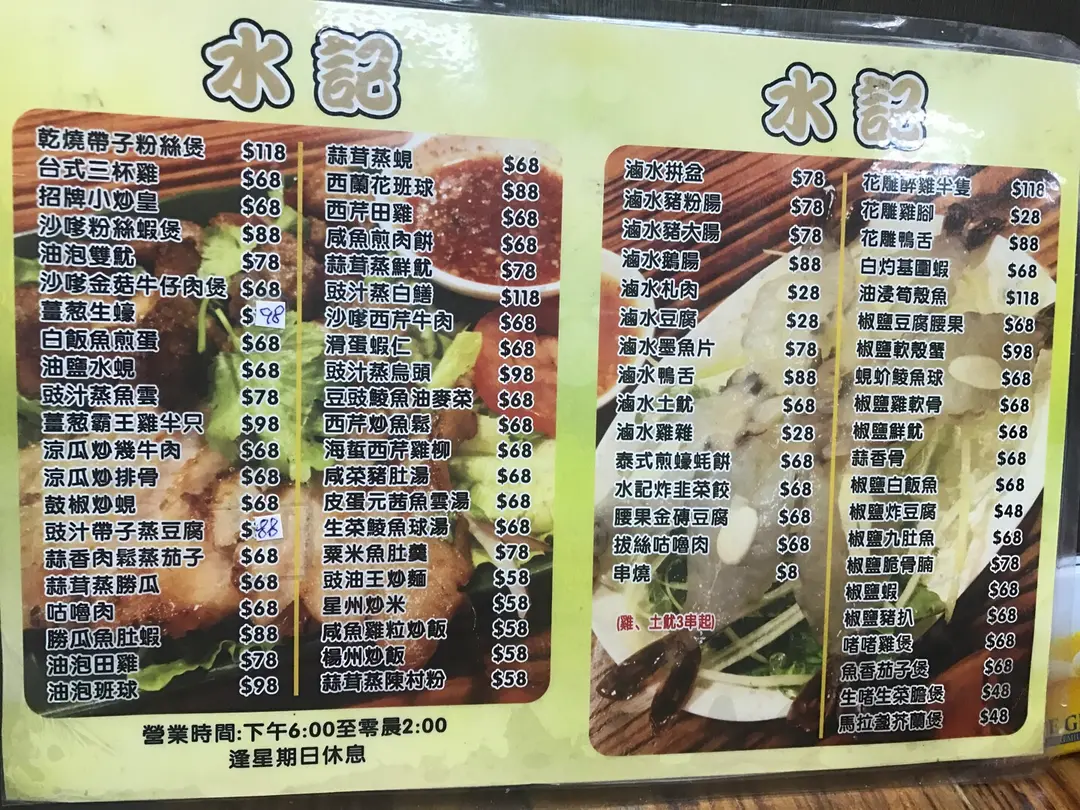 水記
乾燒帶子粉絲煲 $118
台式三杯雞 $68
招牌小炒皇 $68
沙嗲粉絲蝦煲 $88
油泡雙魷 $78
沙嗲金菇牛仔肉煲 $68
薑葱生蠔 $98
白飯魚煎蛋 $68
油鹽水蜆 $68
豉汁蒸魚雲 $78
薑葱霸王雞半只 $98
涼瓜炒幾牛肉 $68
涼瓜炒排骨 $68
鼓椒炒蜆 $68
豉汁帶子蒸豆腐 $88
蒜香肉鬆蒸茄子 $68
蒜茸蒸勝瓜 $68
咕嚕肉 $68
勝瓜魚肚蝦 $88
油泡田雞 $78
油泡班球 $98
蒜茸蒸蜆 $68
西蘭花班球 $88
西芹田雞 $68
咸魚煎肉餅 $68
蒜茸蒸鮮魷 $78
豉汁蒸白鱔 $118
沙嗲西芹牛肉 $68
滑蛋蝦仁 $68
豉汁蒸烏頭 $98
豆豉鯪魚油麥菜 $68
西芹炒魚鬆 $68
海蜇西芹雞柳 $68
咸菜豬肚湯 $68
皮蛋元茜魚雲湯 $68
生菜鯪魚球湯 $68
粟米魚肚羹 $78
豉油王炒麵 $58
星州炒米 $58
咸魚雞粒炒飯 $58
楊州炒飯 $58
蒜茸蒸陳村粉 $58
營業時間:下午6:00至零晨2:00
逢星期日休息
水記
滷水拼盆 $78
滷水豬粉腸 $78
滷水豬大腸 $78
滷水鵝腸 $88
滷水札肉 $28
滷水豆腐 $28
滷水墨魚片 $78
滷水鴨舌 $88
滷水土魷 $68
滷水雞雜 $28
泰式煎蠔蚝餅 $68
水記炸韭菜餃 $68
腰果金磚豆腐 $68
拔絲咕嚕肉 $68
串燒 $8
(雞、土魷3串起)
花雕醉雞半隻 $118
花雕雞腳 $28
花雕鴨舌 $88
白灼基圍蝦 $68
油浸筍殼魚 $118
椒鹽豆腐腰果 $68
椒鹽軟殼蟹 $98
蜆蚧鯪魚球 $68
椒鹽雞軟骨 $68
椒鹽鮮魷 $68
蒜香骨 $68
椒鹽白飯魚 $68
椒鹽炸豆腐 $48
椒鹽九肚魚 $68
椒鹽脆骨腩 $78
椒鹽蝦 $68
椒鹽豬扒 $68
啫啫雞煲 $68
魚香茄子煲 $68
生啫生菜膽煲 $48
馬拉盞芥蘭煲 $48